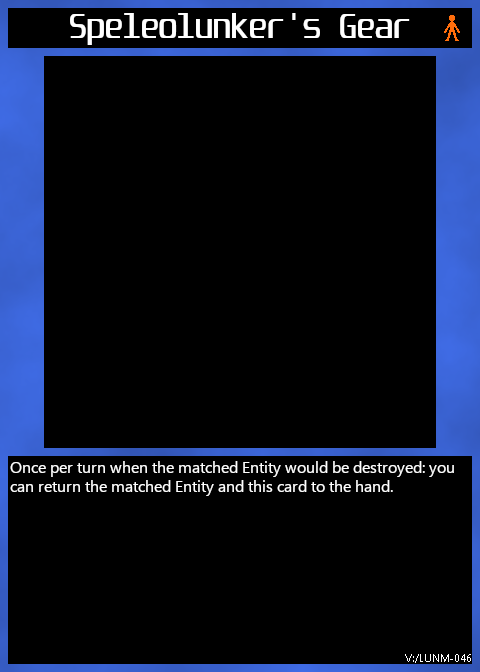 Speleolunker's Gear
Once per turn when the matched Entity would be destroyed: you
can return the matched Entity and this card to the hand.
V:/LUNM-046